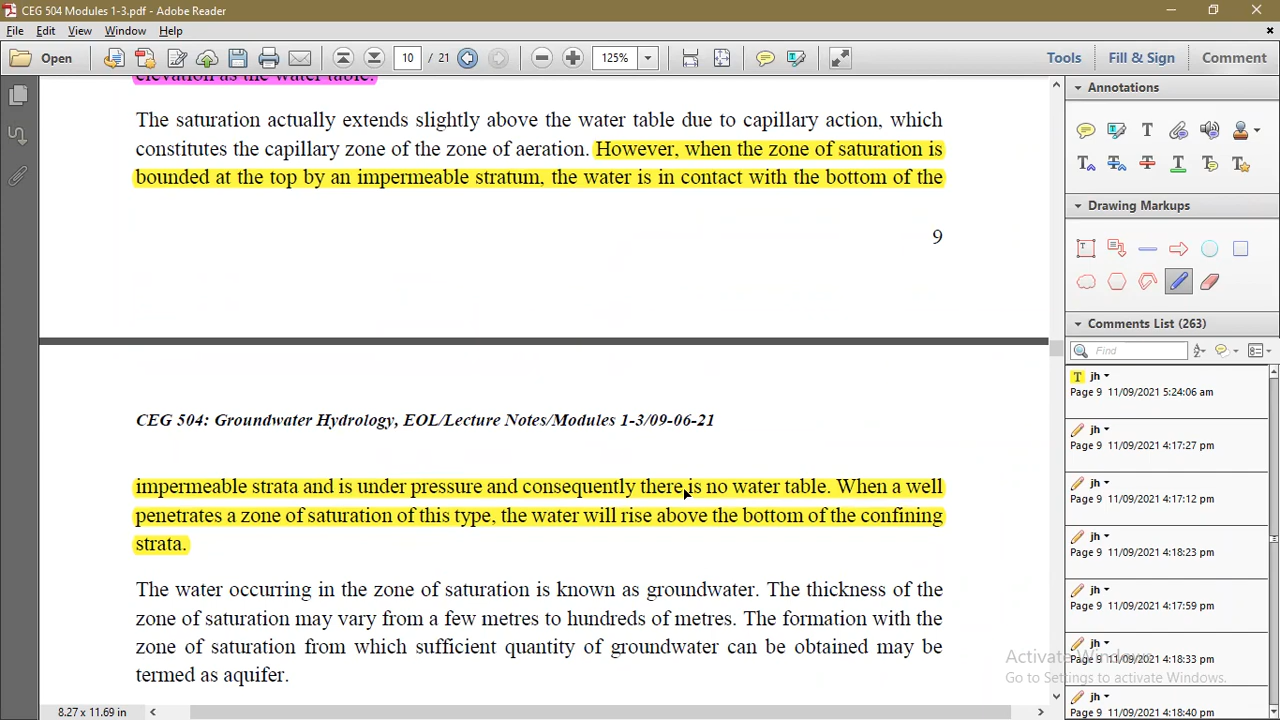 CEG 504 Modules 1-3.pdf - Adobe Reader
File Edit View Window Help
Open 10 / 21 125% Tools Fill & Sign Comment
elevation as the water table.
The saturation actually extends slightly above the water table due to capillary action, which
constitutes the capillary zone of the zone of aeration. However, when the zone of saturation is
bounded at the top by an impermeable stratum, the water is in contact with the bottom of the
9
CEG 504: Groundwater Hydrology, EOL/Lecture Notes/Modules 1-3/09-06-21
impermeable strata and is under pressure and consequently there is no water table. When a well
penetrates a zone of saturation of this type, the water will rise above the bottom of the confining
strata.
The water occurring in the zone of saturation is known as groundwater. The thickness of the
zone of saturation may vary from a few metres to hundreds of metres. The formation with the
zone of saturation from which sufficient quantity of groundwater can be obtained may be
termed as aquifer.
8.27 x 11.69 in
Annotations
Drawing Markups
Comments List (263)
Find
jh
Page 9 11/09/2021 5:24:06 am
jh
Page 9 11/09/2021 4:17:27 pm
jh
Page 9 11/09/2021 4:17:12 pm
jh
Page 9 11/09/2021 4:18:23 pm
jh
Page 9 11/09/2021 4:17:59 pm
jh
Page 9 11/09/2021 4:18:33 pm
jh
Page 9 11/09/2021 4:18:40 pm
Activate Windows
Go to Settings to activate Windows.